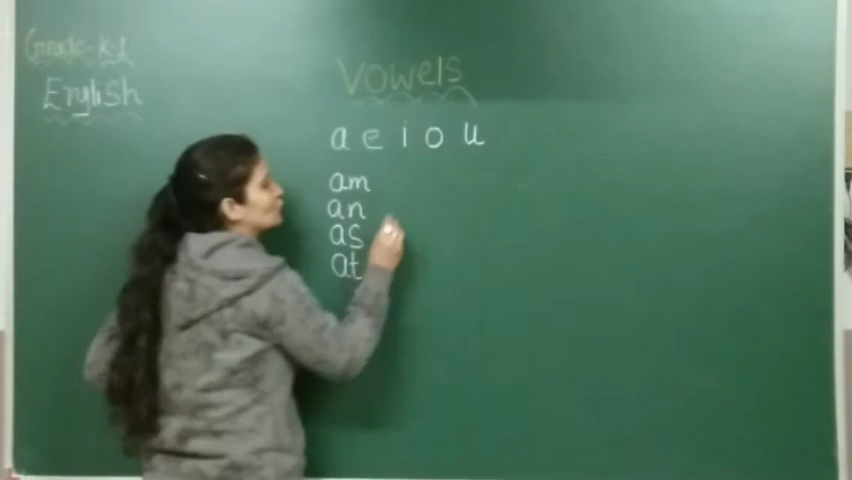 Grade-K-1
English
Vowels
a e i o u
am
an
as
at